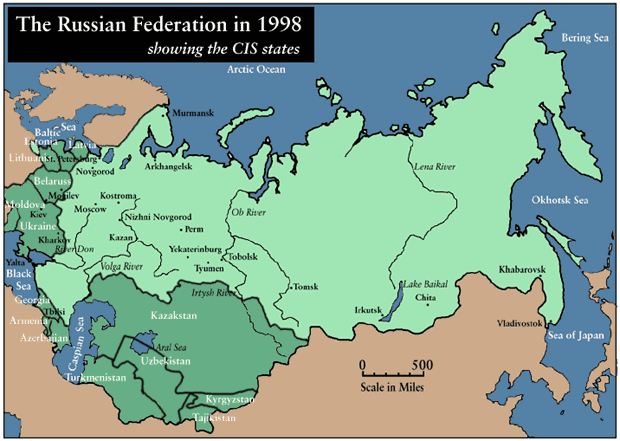 The Russian Federation in 1998
showing the CIS states
Bering Sea
Arctic Ocean
Murmansk
Baltic Sea
Estonia
Latvia
Lithuania
St. Petersburg
Novgorod
Arkhangelsk
Lena River
Belaruss
Mogilev
Kostroma
Moscow
Moldova
Kiev
Ukraine
Kharkov
Nizhni Novgorod
Ob River
Okhotsk Sea
Perm
Kazan
River Don
Yekaterinburg
Tobolsk
Tyumen
Yalta
Volga River
Black
Sea
Irtysh River
Tomsk
Lake Baikal
Khabarovsk
Chita
Irkutsk
Georgia
Tbilsi
Kazakstan
Armenia
Azerbaijan
Vladivostok
Sea of Japan
Caspian Sea
Aral Sea
Uzbekistan
0 500
Scale in Miles
Turkmenistan
Kyrgyzstan
Tajikistan